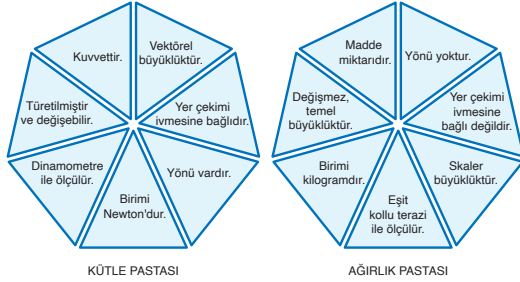 Kuvvettir.
Vektörel
büyüklüktür.
Yer çekimi
ivmesine bağlıdır.
Yönü vardır.
Birimi
Newton'dur.
Dinamometre
ile ölçülür.
Türetilmiştir
ve değişebilir.
KÜTLE PASTASI
Madde
miktarıdır.
Yönü yoktur.
Yer çekimi
ivmesine
bağlı değildir.
Skaler
büyüklüktür.
Eşit
kollu terazi
ile ölçülür.
Birimi
kilogramdır.
Değişmez,
temel
büyüklüktür.
AĞIRLIK PASTASI